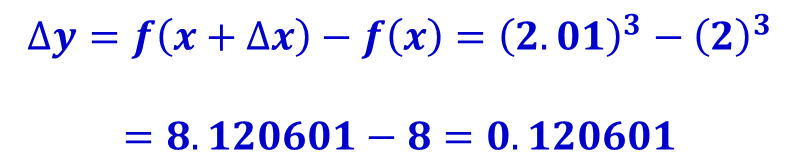 Δy = f(x + Δx) − f(x) = (2.01)³ − (2)³
= 8.120601 − 8 = 0.120601